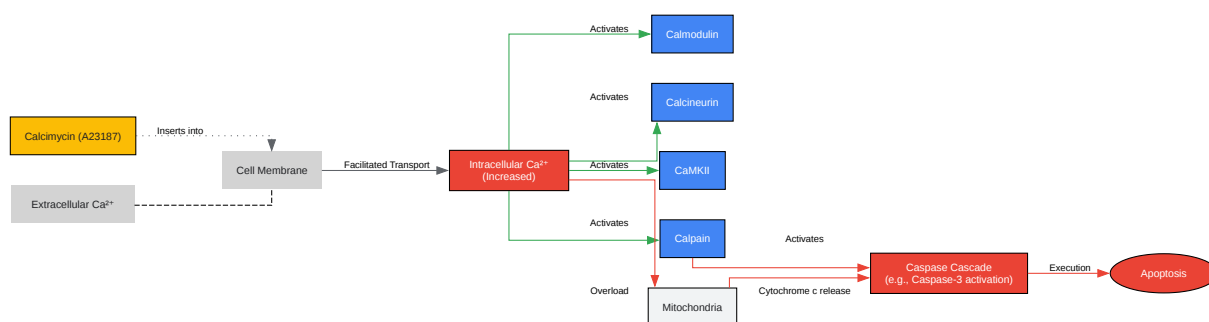 Activates
Calmodulin
Activates
Calcineurin
Calcimycin (A23187)
Inserts into
Cell Membrane
Facilitated Transport
Intracellular Ca²⁺
(Increased)
Activates
CaMKII
Extracellular Ca²⁺
Activates
Calpain
Activates
Caspase Cascade
(e.g., Caspase-3 activation)
Execution
Apoptosis
Overload
Mitochondria
Cytochrome c release